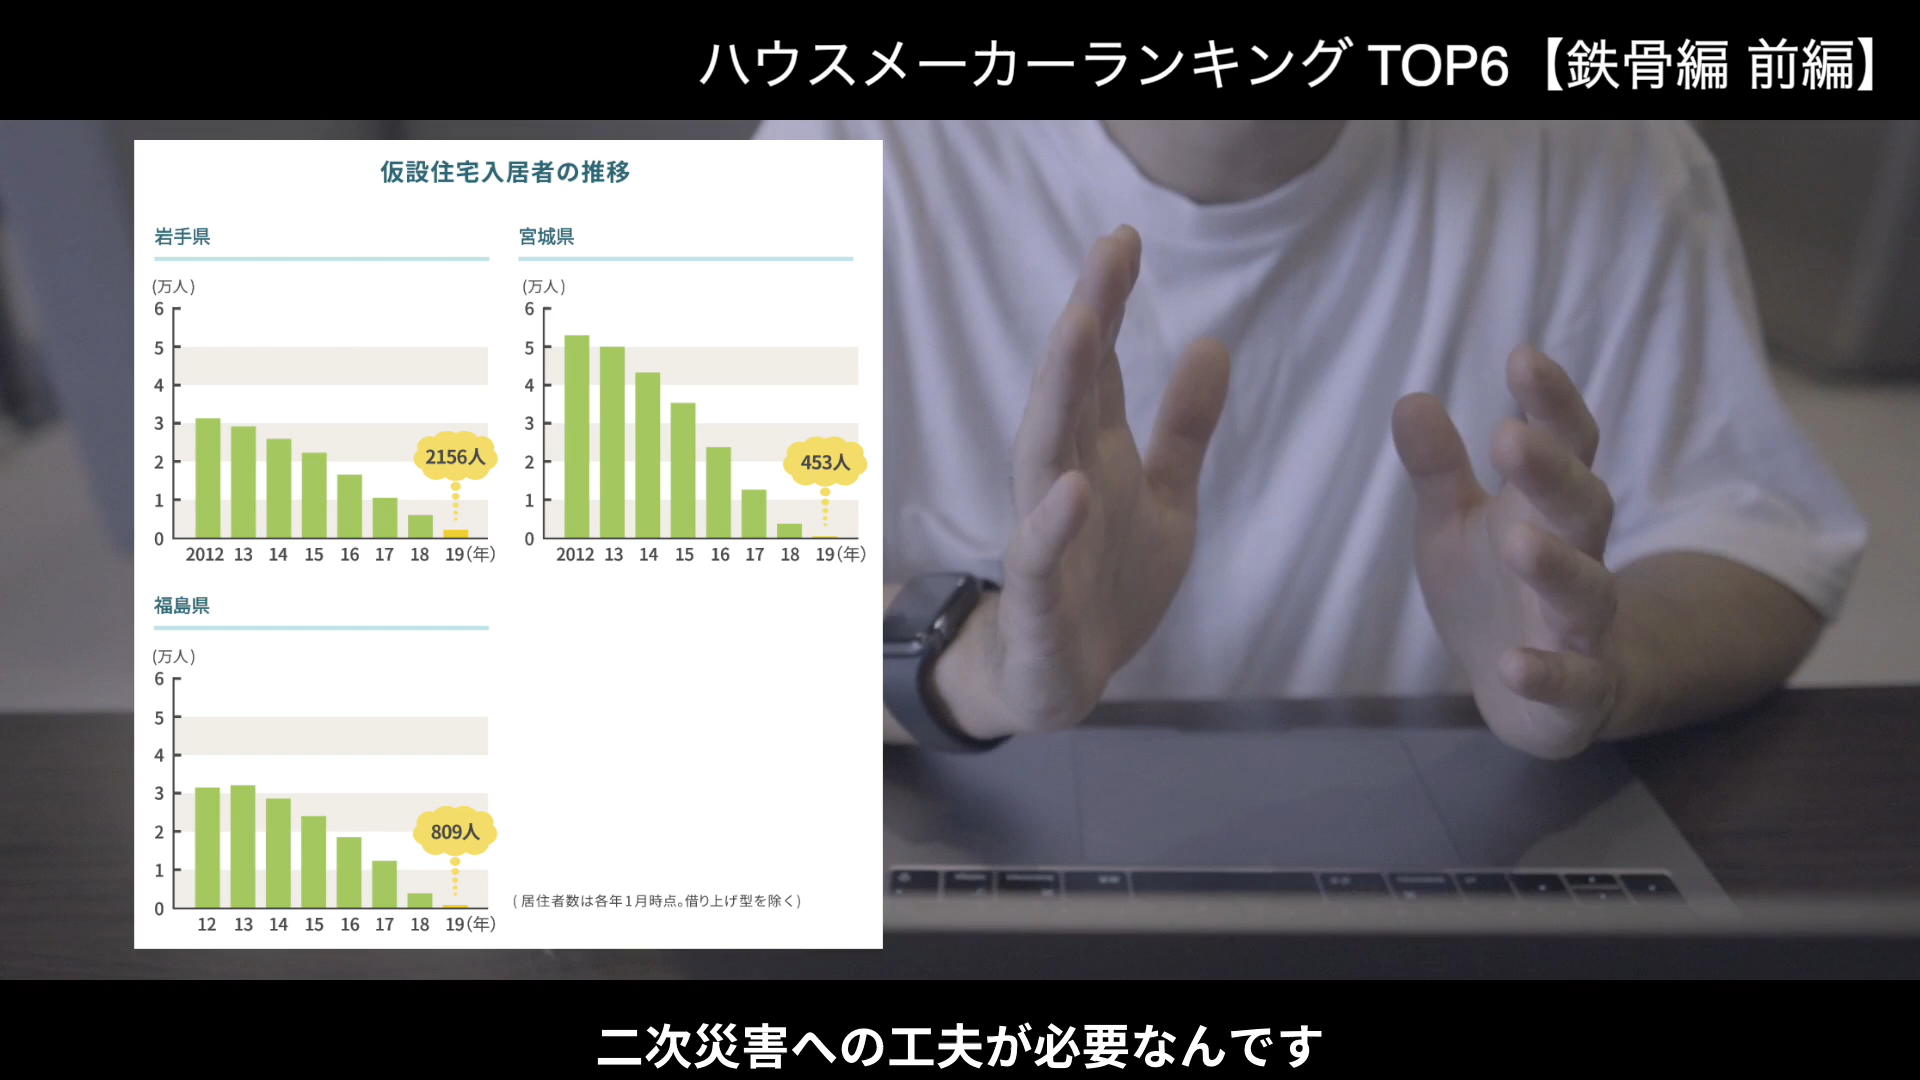 ハウスメーカーランキング TOP6【鉄骨編 前編】
仮設住宅入居者の推移
岩手県
(万人)
6
5
4
3
2
1
0
2156人
2012 13 14 15 16 17 18 19(年)
宮城県
(万人)
6
5
4
3
2
1
0
453人
2012 13 14 15 16 17 18 19(年)
福島県
(万人)
6
5
4
3
2
1
0
809人
12 13 14 15 16 17 18 19(年)
(居住者数は各年1月時点。借り上げ型を除く)
二次災害への工夫が必要なんです